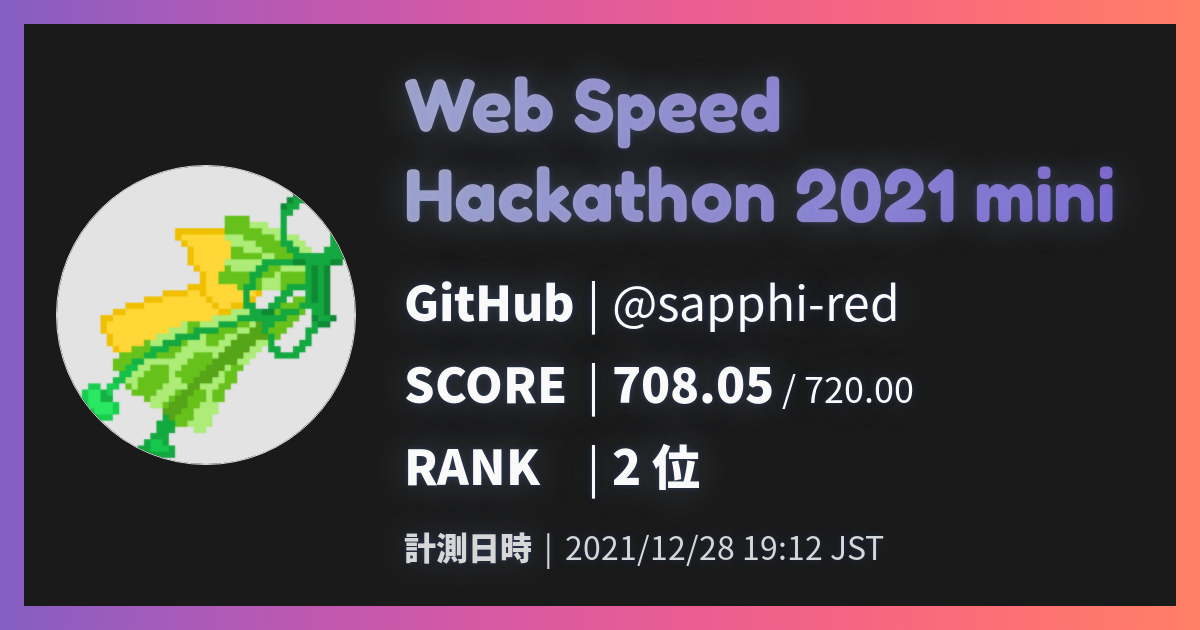 Web Speed
Hackathon 2021 mini
GitHub | @sapphi-red
SCORE | 708.05 / 720.00
RANK | 2 位
計測日時 | 2021/12/28 19:12 JST